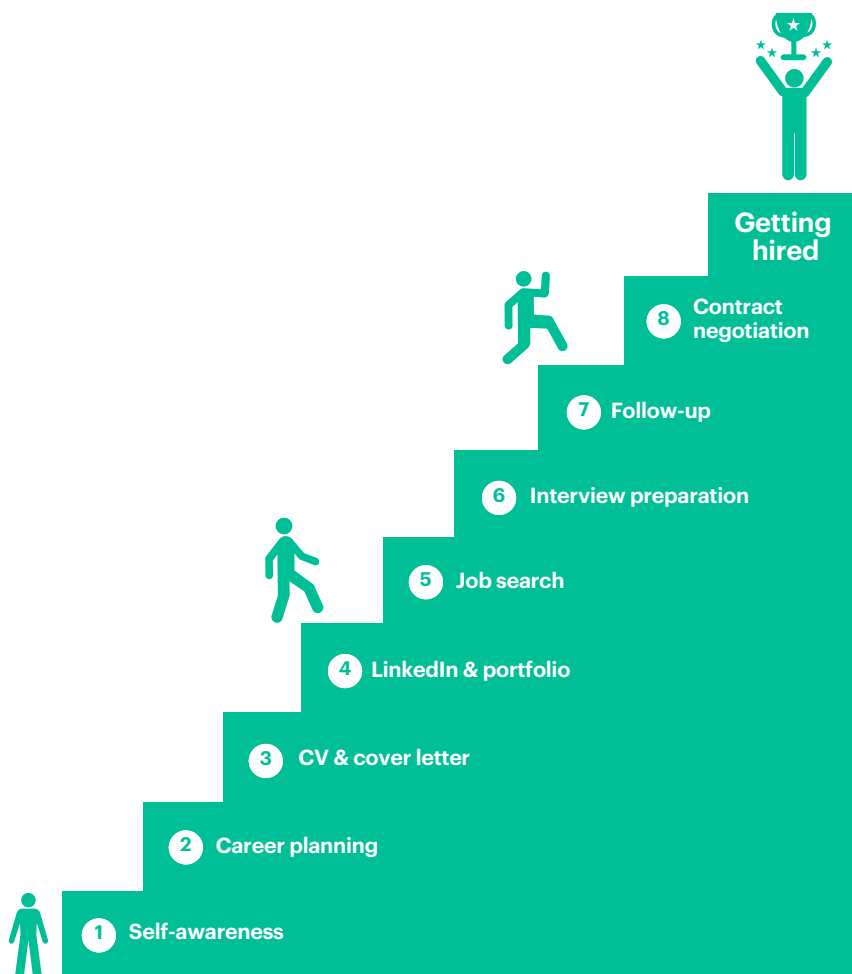 Getting
hired
8 Contract
negotiation
7 Follow-up
6 Interview preparation
5 Job search
4 LinkedIn & portfolio
3 CV & cover letter
2 Career planning
1 Self-awareness